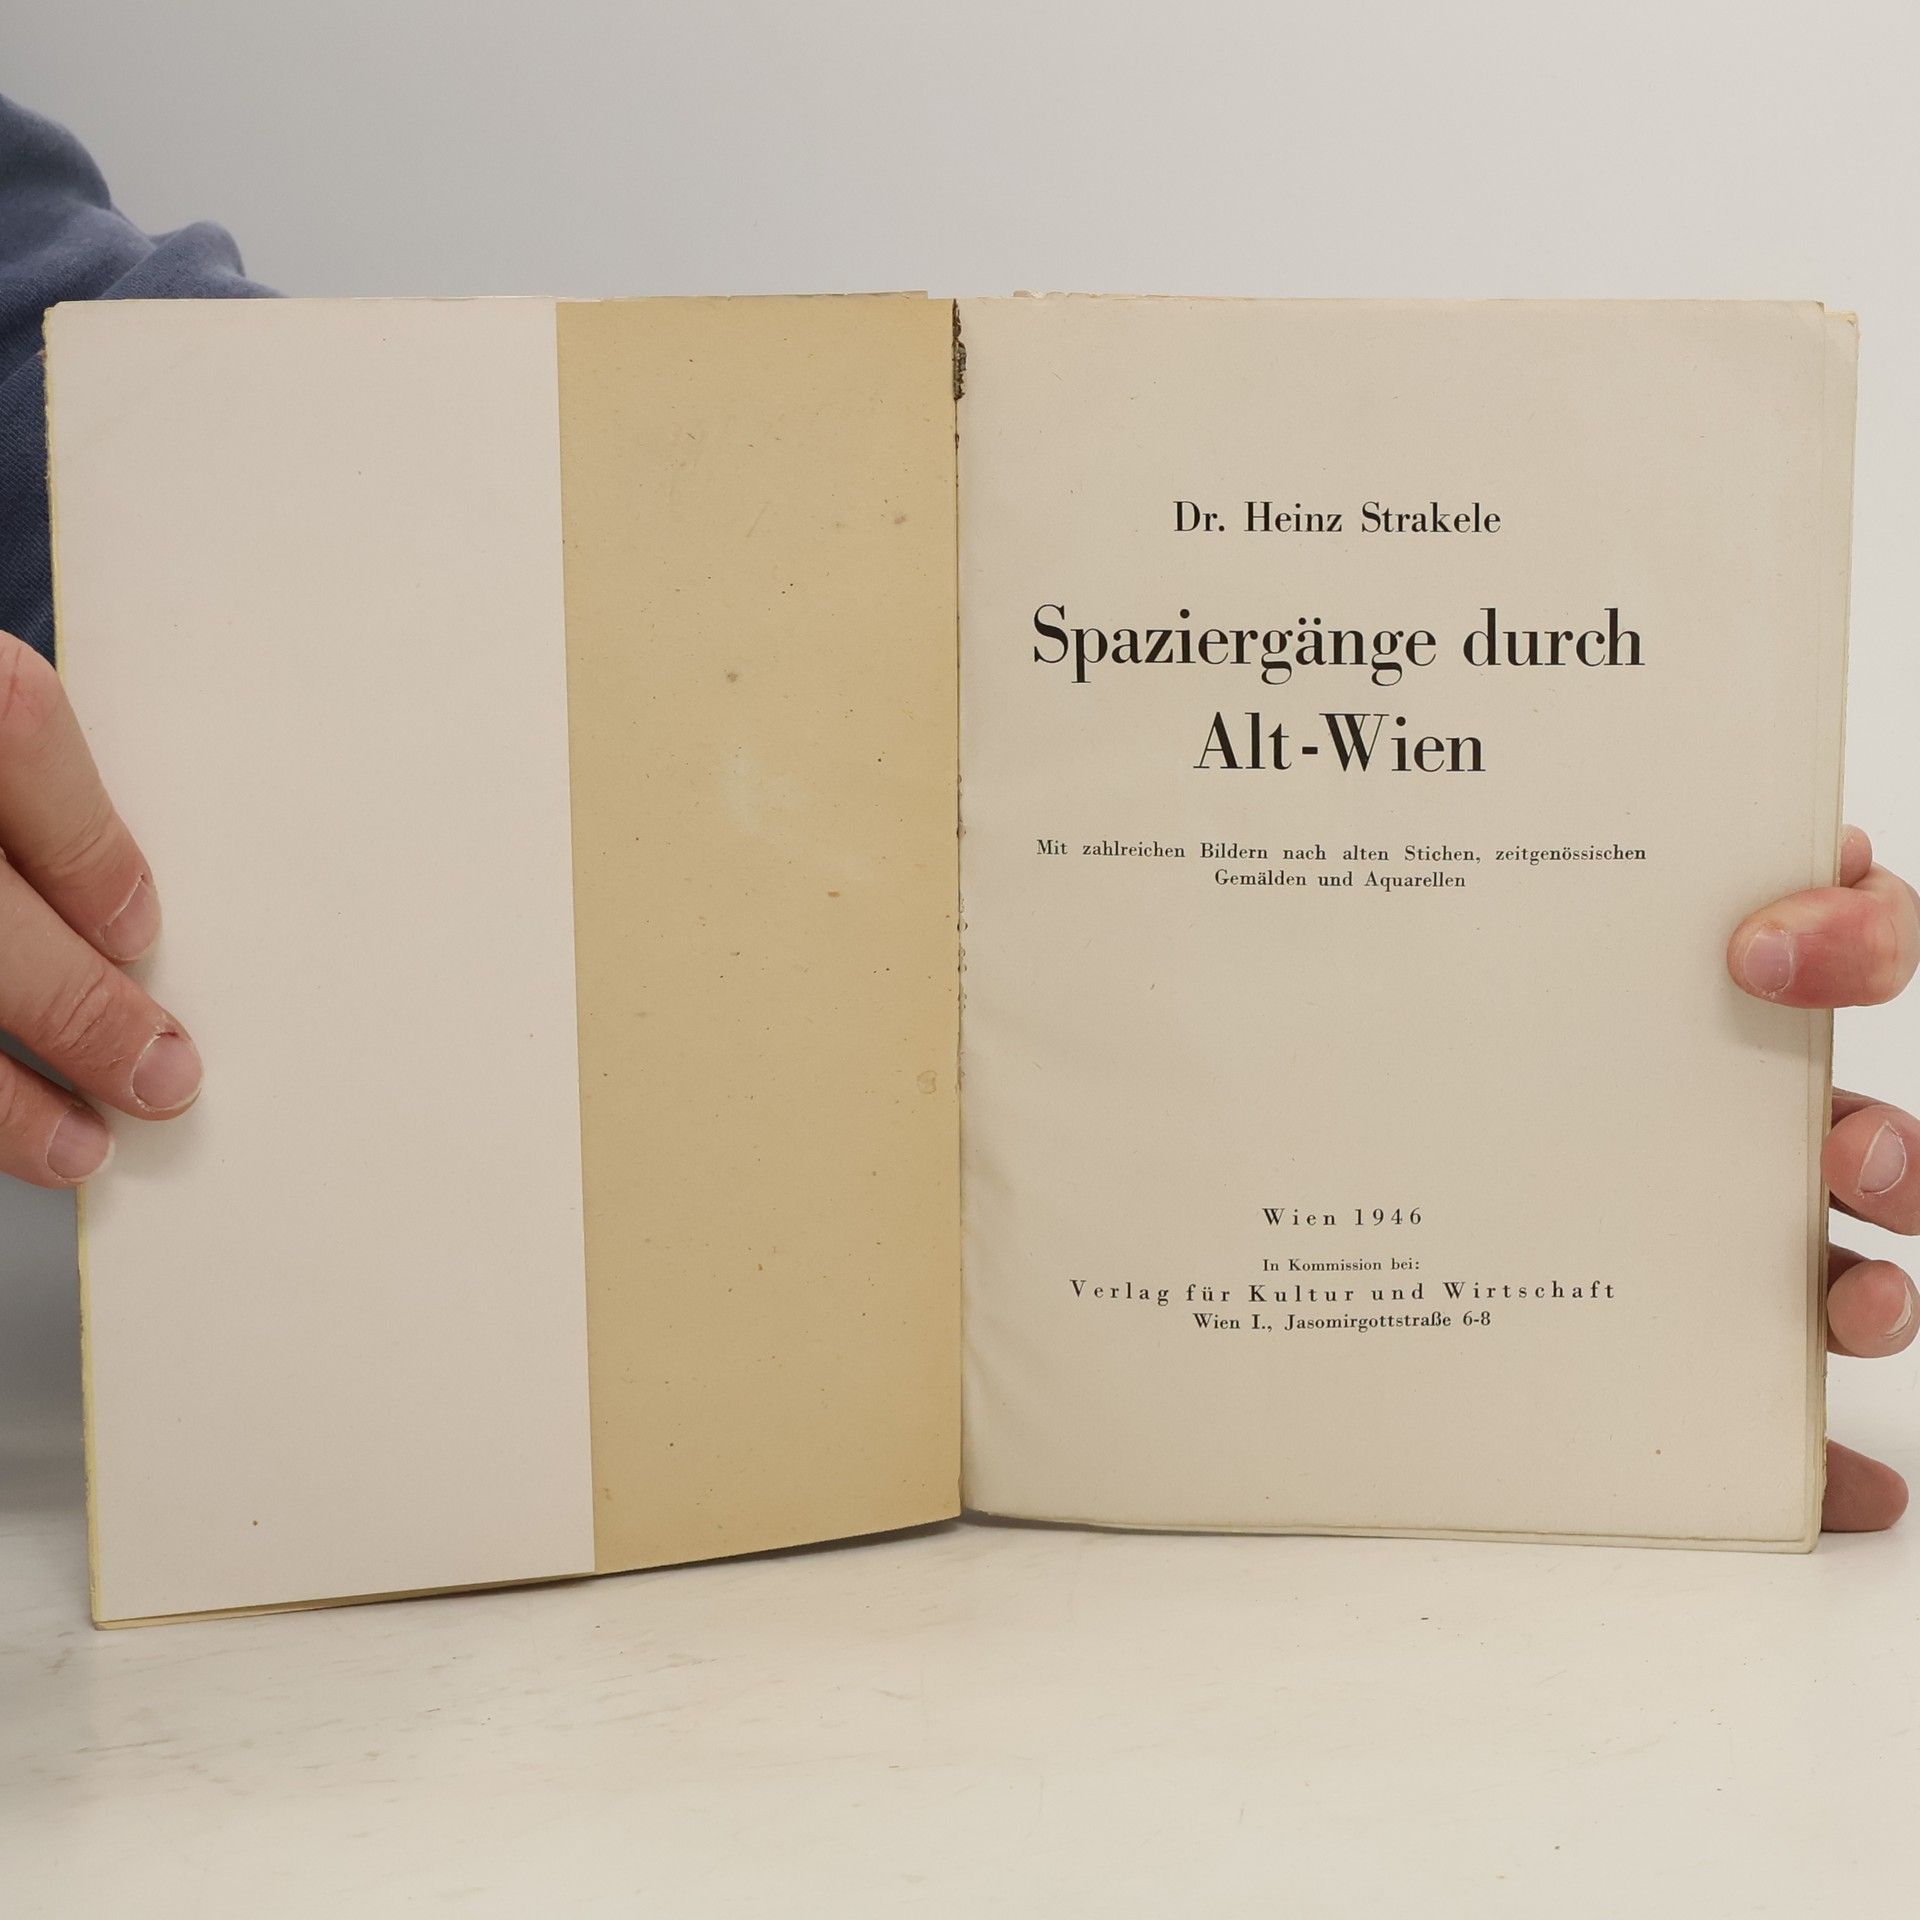 Dr. Heinz Strakele
Spaziergänge durch
Alt-Wien
Mit zahlreichen Bildern nach alten Stichen, zeitgenössischen
Gemälden und Aquarellen
Wien 1946
In Kommission bei:
Verlag für Kultur und Wirtschaft
Wien I., Jasomirgottstraße 6-8